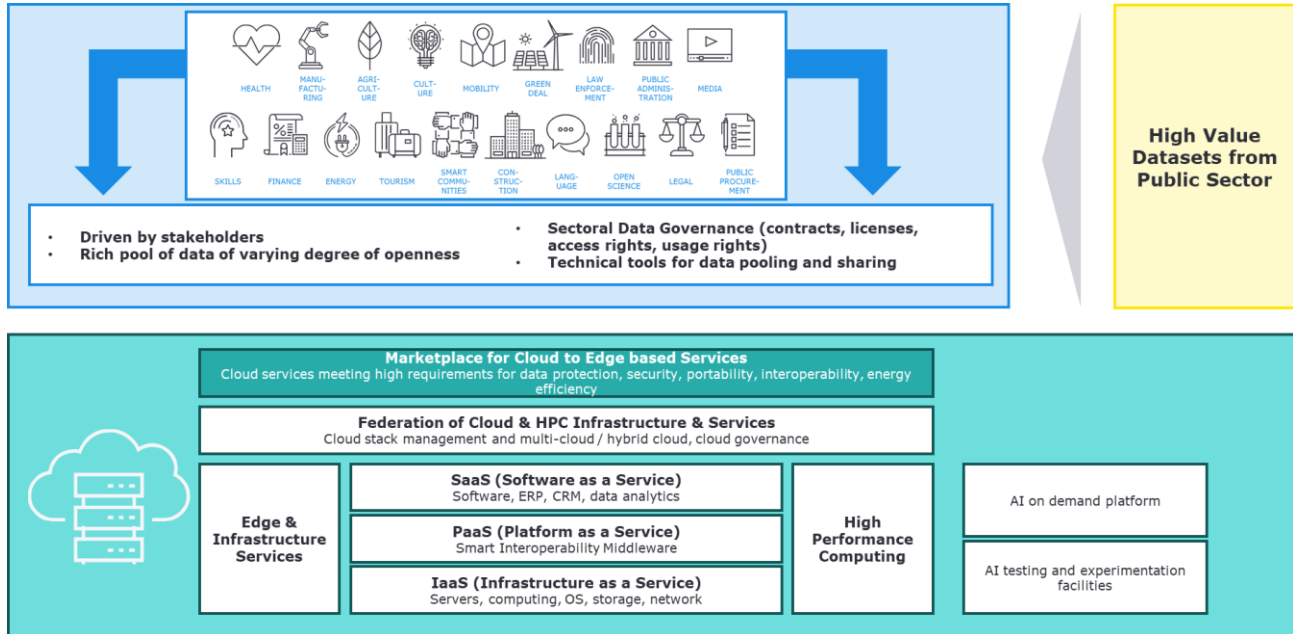 HEALTH
MANU-
FACTU-
RING
AGRI-
CULT-
URE
CULT-
URE
MOBILITY
GREEN
DEAL
LAW
ENFORCE-
MENT
PUBLIC
ADMINIS-
TRATION
MEDIA
SKILLS
FINANCE
ENERGY
TOURISM
SMART
COMMU-
NITIES
CON-
STRUC-
TION
LANG-
UAGE
OPEN
SCIENCE
LEGAL
PUBLIC
PROCURE-
MENT
• Driven by stakeholders
• Rich pool of data of varying degree of openness
• Sectoral Data Governance (contracts, licenses,
access rights, usage rights)
• Technical tools for data pooling and sharing
High Value
Datasets from
Public Sector
Marketplace for Cloud to Edge based Services
Cloud services meeting high requirements for data protection, security, portability, interoperability, energy
efficiency
Federation of Cloud & HPC Infrastructure & Services
Cloud stack management and multi-cloud / hybrid cloud, cloud governance
Edge &
Infrastructure
Services
SaaS (Software as a Service)
Software, ERP, CRM, data analytics
PaaS (Platform as a Service)
Smart Interoperability Middleware
IaaS (Infrastructure as a Service)
Servers, computing, OS, storage, network
High
Performance
Computing
AI on demand platform
AI testing and experimentation
facilities